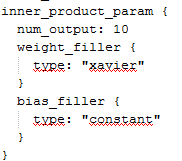 inner_product_param {
  num_output: 10
  weight_filler {
    type: "xavier"
  }
  bias_filler {
    type: "constant"
  }
}